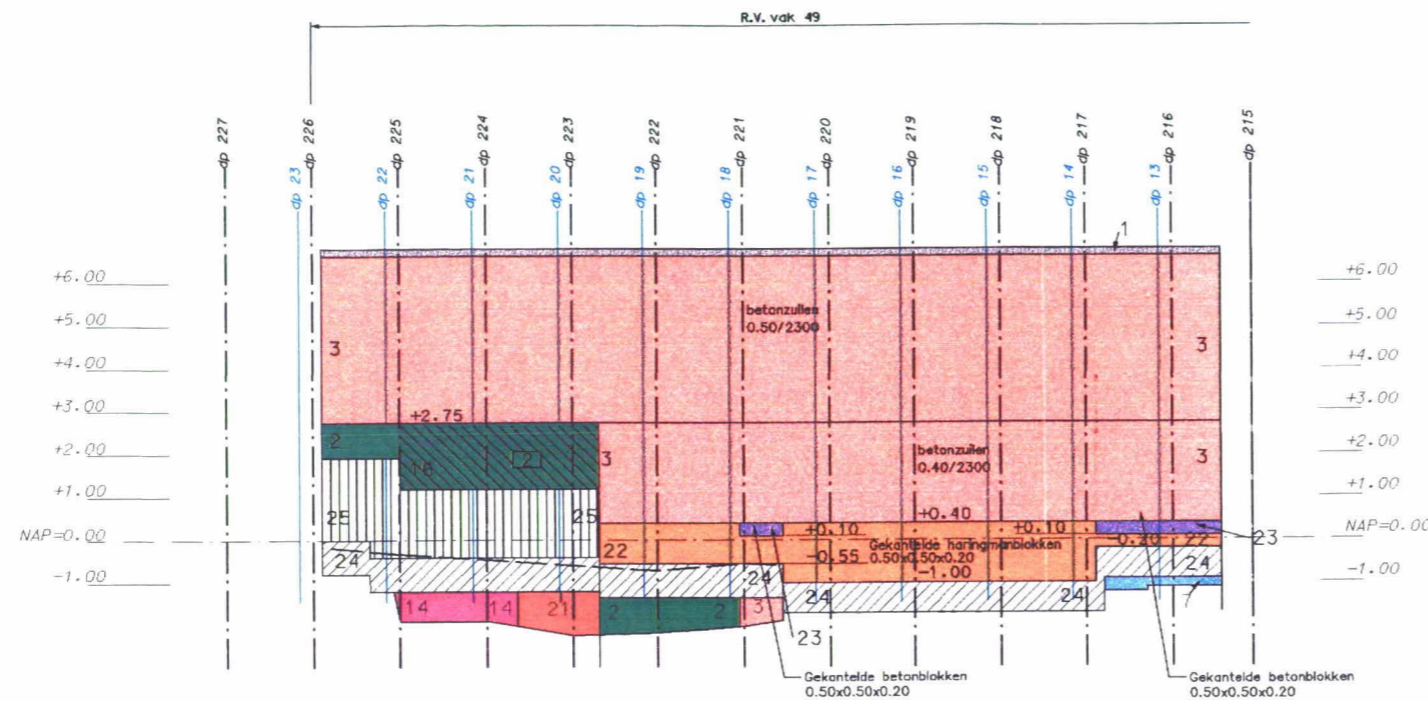 R.V. vak 49
dp 227
dp 23
dp 226
dp 22
dp 225
dp 21
dp 224
dp 20
dp 223
dp 19
dp 222
dp 18
dp 221
dp 17
dp 220
dp 16
dp 219
dp 15
dp 218
dp 14
dp 217
dp 13
dp 216
dp 215
1
+6.00
+5.00
+4.00
+3.00
+2.00
+1.00
NAP=0.00
-1.00
+6.00
+5.00
+4.00
+3.00
+2.00
+1.00
NAP=0.00
-1.00
betonzuilen
0.50/2300
3
3
+2.75
2
16
2
3
betonzuilen
0.40/2300
3
25
25
+0.40
+0.10
+0.10
22
-0.55
Gekantelde haringmanblokken
0.50x0.50x0.20
-1.00
-0.20
22
23
24
24
24
24
24
7
14
14
21
2
2
3
23
Gekantelde betonblokken
0.50x0.50x0.20
Gekantelde betonblokken
0.50x0.50x0.20